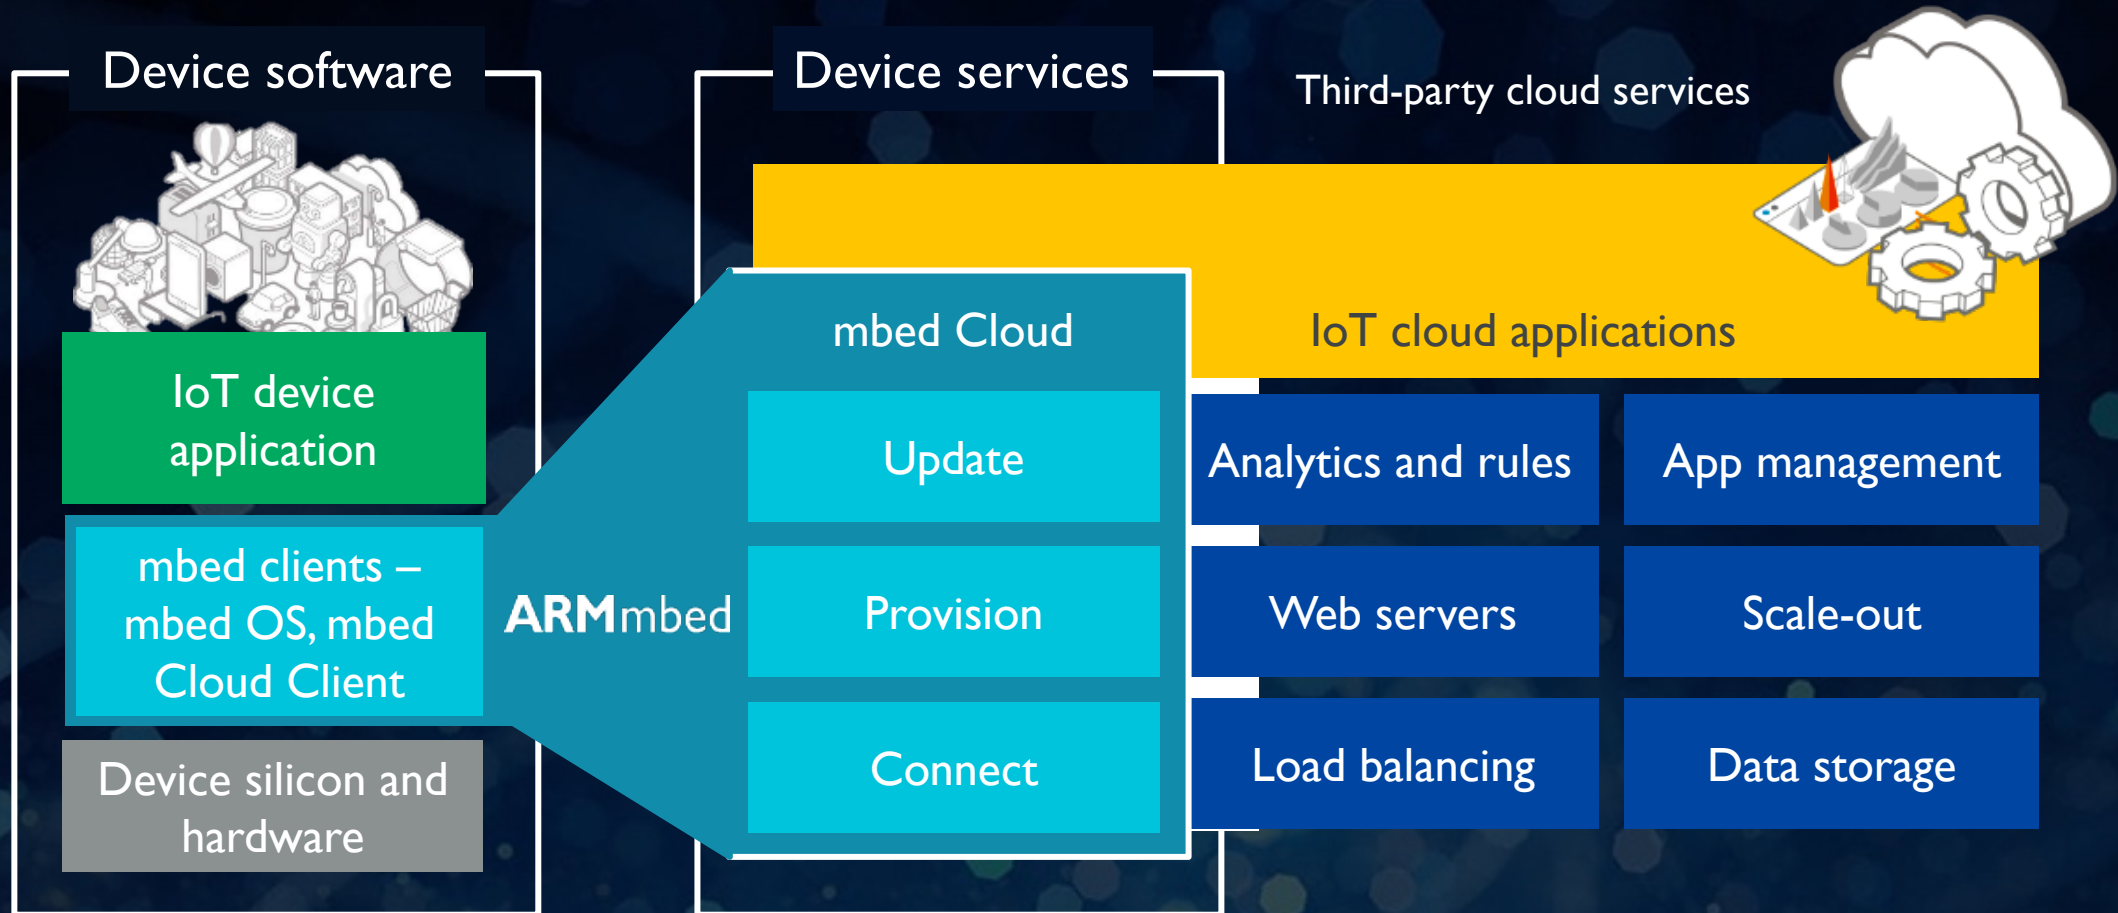 Device software
Device services
Third-party cloud services
IoT device
application
mbed clients –
mbed OS, mbed
Cloud Client
Device silicon and
hardware
ARMmbed
mbed Cloud
Update
Provision
Connect
IoT cloud applications
Analytics and rules
App management
Web servers
Scale-out
Load balancing
Data storage